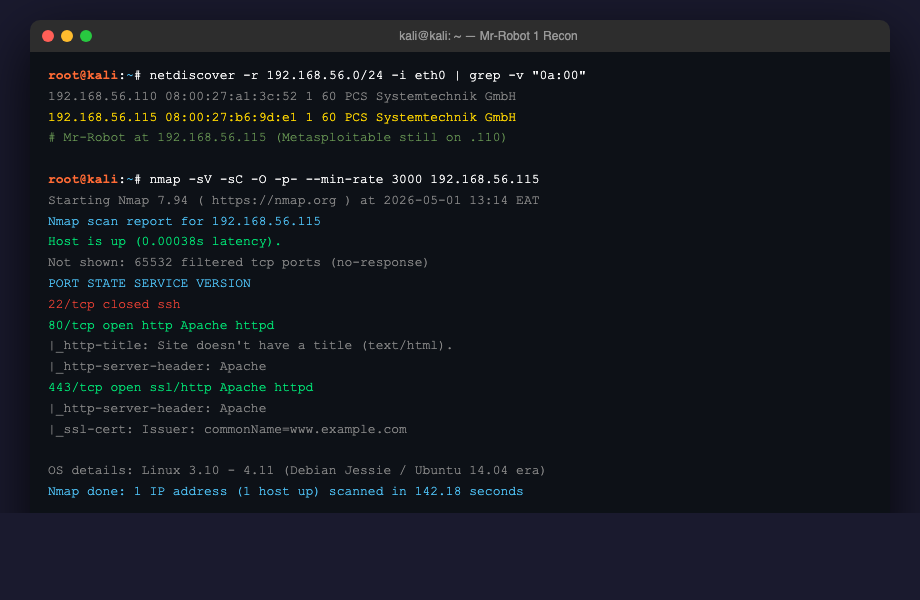 kali@kali: ~ — Mr-Robot 1 Recon
root@kali:~# netdiscover -r 192.168.56.0/24 -i eth0 | grep -v "0a:00"
192.168.56.110 08:00:27:a1:3c:52 1 60 PCS Systemtechnik GmbH
192.168.56.115 08:00:27:b6:9d:e1 1 60 PCS Systemtechnik GmbH
# Mr-Robot at 192.168.56.115 (Metasploitable still on .110)
root@kali:~# nmap -sV -sC -O -p- --min-rate 3000 192.168.56.115
Starting Nmap 7.94 ( https://nmap.org ) at 2026-05-01 13:14 EAT
Nmap scan report for 192.168.56.115
Host is up (0.00038s latency).
Not shown: 65532 filtered tcp ports (no-response)
PORT STATE SERVICE VERSION
22/tcp closed ssh
80/tcp open http Apache httpd
|_http-title: Site doesn't have a title (text/html).
|_http-server-header: Apache
443/tcp open ssl/http Apache httpd
|_http-server-header: Apache
|_ssl-cert: Issuer: commonName=www.example.com
OS details: Linux 3.10 - 4.11 (Debian Jessie / Ubuntu 14.04 era)
Nmap done: 1 IP address (1 host up) scanned in 142.18 seconds